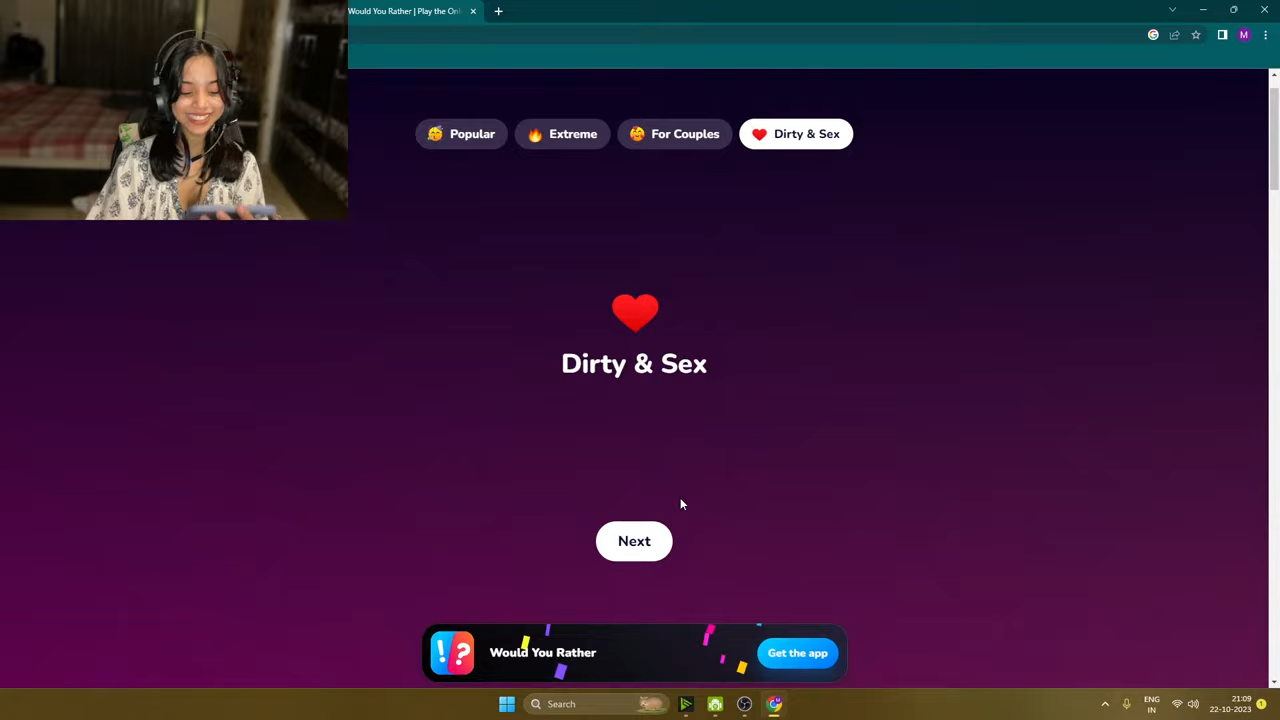 Would You Rather | Play the Onl
M
Popular
Extreme
For Couples
Dirty & Sex
Dirty & Sex
Next
!
?
Would You Rather
Get the app
Search
ENG
IN
21:09
22-10-2023
1